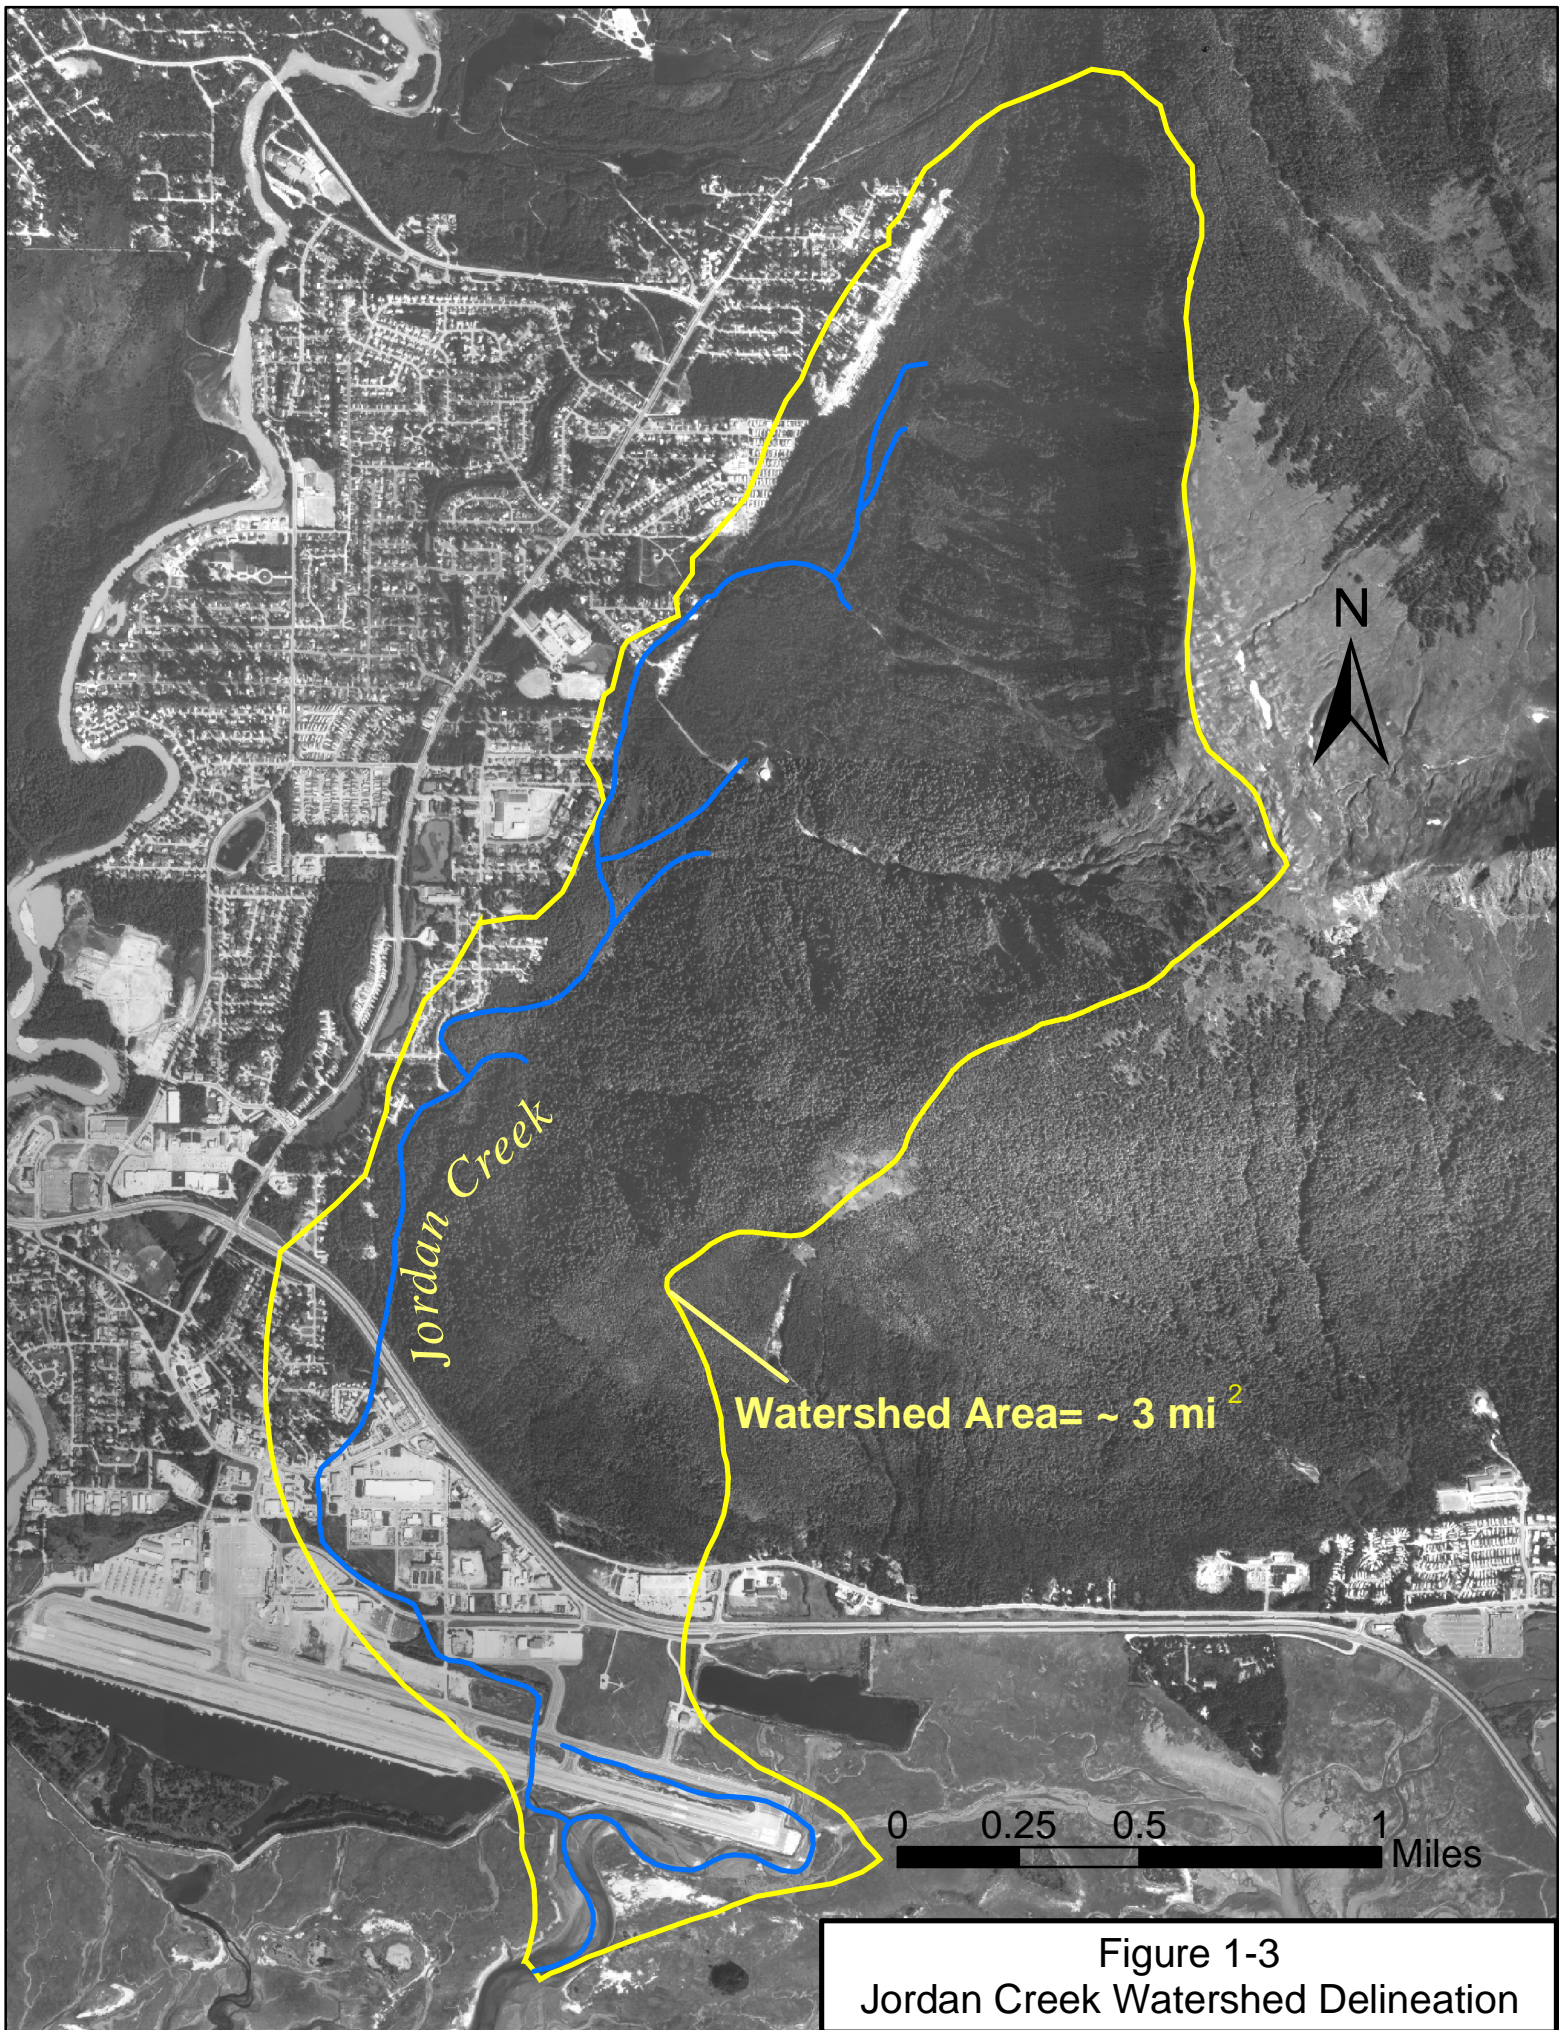 N
Jordan Creek
Watershed Area= ~ 3 mi 2
0 0.25 0.5 1
Miles
Figure 1-3
Jordan Creek Watershed Delineation